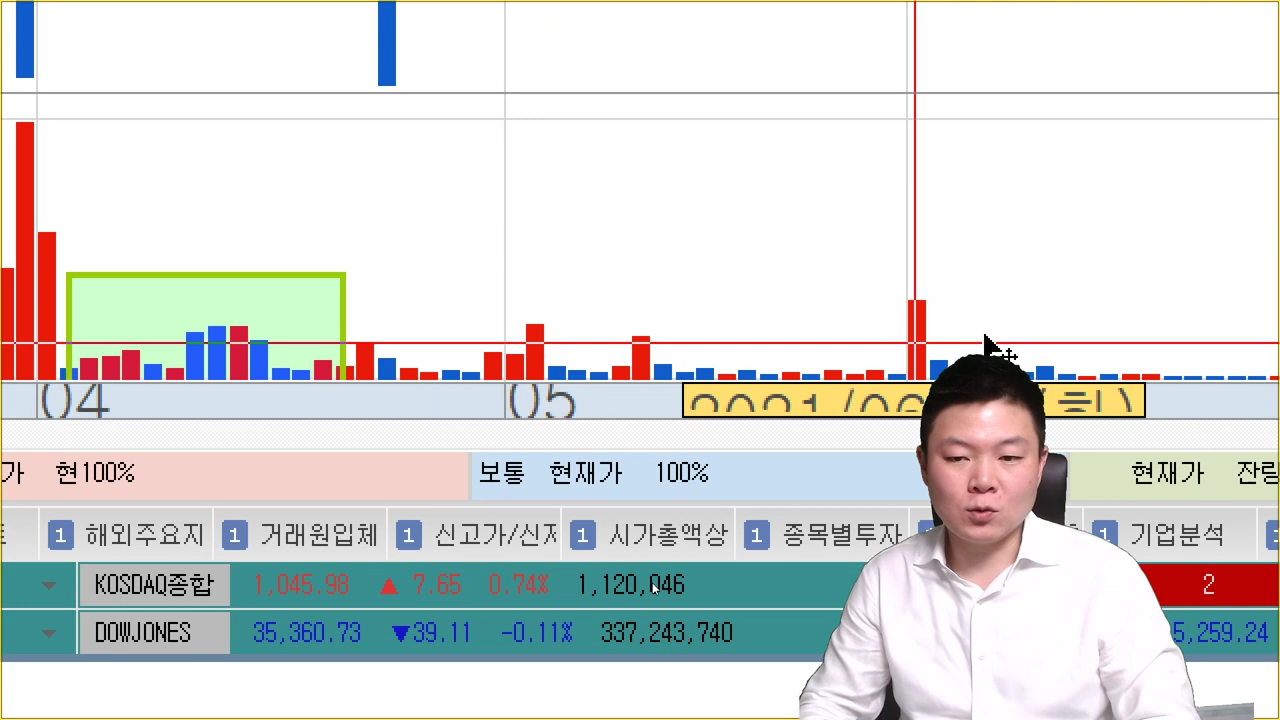 04 05 2021/06
가 현100% 보통 현재가 100% 현재가 잔량
1 해외주요지 1 거래원입체 1 신고가/신저 1 시가총액상 1 종목별투자 1 기업분석
KOSDAQ종합 1,045.98 ▲ 7.65 0.74% 1,120,046 2
DOWJONES 35,360.73 ▼39.11 -0.11% 337,243,740 5,259.24